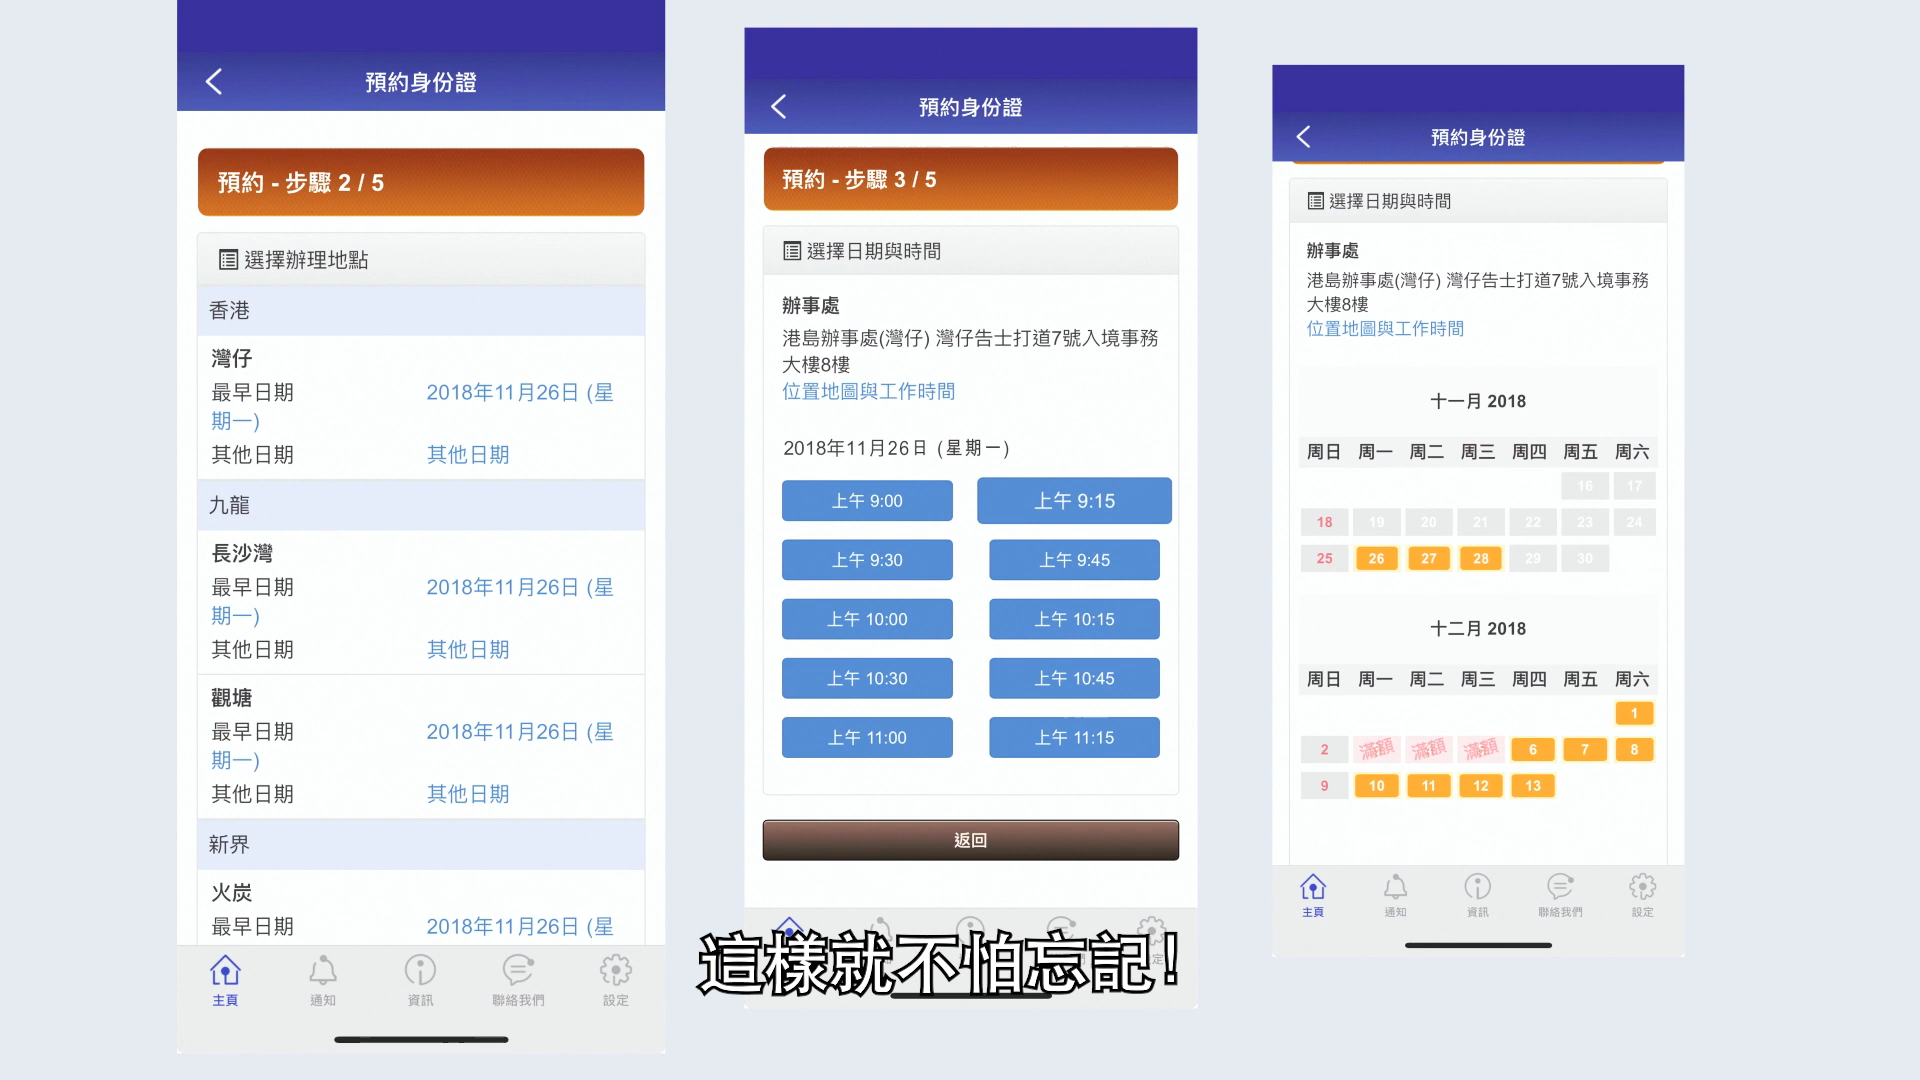 預約身份證
預約 - 步驟 2 / 5
選擇辦理地點
香港
灣仔
最早日期 2018年11月26日 (星
期一)
其他日期 其他日期
九龍
長沙灣
最早日期 2018年11月26日 (星
期一)
其他日期 其他日期
觀塘
最早日期 2018年11月26日 (星
期一)
其他日期 其他日期
新界
火炭
最早日期 2018年11月26日 (星
主頁 通知 資訊 聯絡我們 設定
預約身份證
預約 - 步驟 3 / 5
選擇日期與時間
辦事處
港島辦事處(灣仔) 灣仔告士打道7號入境事務
大樓8樓
位置地圖與工作時間
2018年11月26日 (星期一)
上午 9:00 上午 9:15
上午 9:30 上午 9:45
上午 10:00 上午 10:15
上午 10:30 上午 10:45
上午 11:00 上午 11:15
返回
這樣就不怕忘記!
預約身份證
選擇日期與時間
辦事處
港島辦事處(灣仔) 灣仔告士打道7號入境事務
大樓8樓
位置地圖與工作時間
十一月 2018
周日 周一 周二 周三 周四 周五 周六
16 17
18 19 20 21 22 23 24
25 26 27 28 29 30
十二月 2018
周日 周一 周二 周三 周四 周五 周六
1
2 滿額 滿額 滿額 6 7 8
9 10 11 12 13
主頁 通知 資訊 聯絡我們 設定